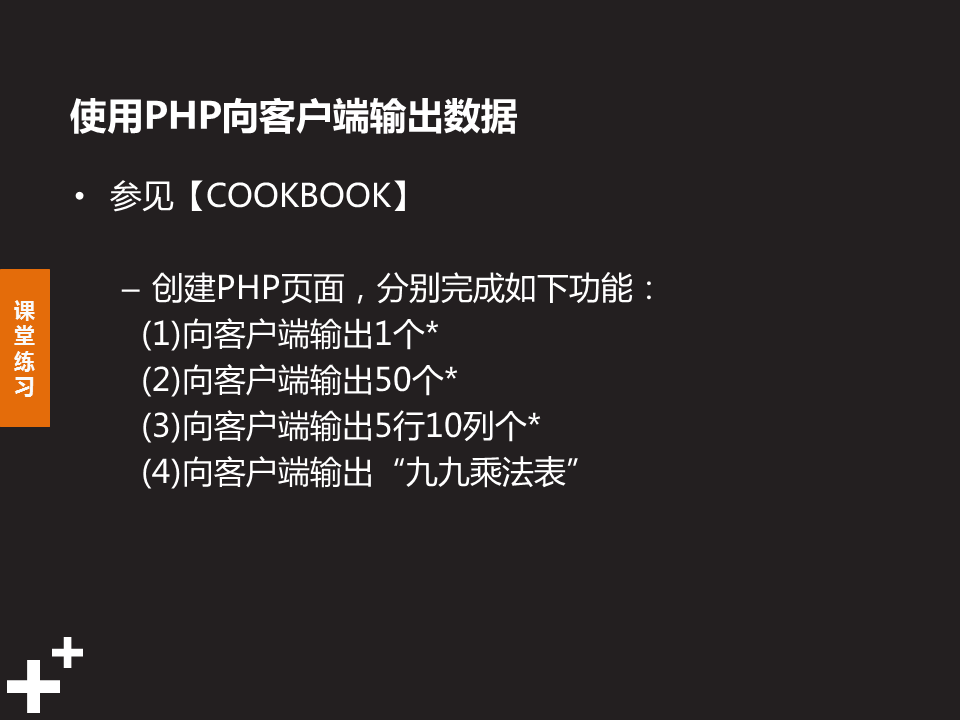 使用PHP向客户端输出数据
• 参见【COOKBOOK】
– 创建PHP页面，分别完成如下功能：
(1)向客户端输出1个*
(2)向客户端输出50个*
(3)向客户端输出5行10列个*
(4)向客户端输出“九九乘法表”
课
堂
练
习